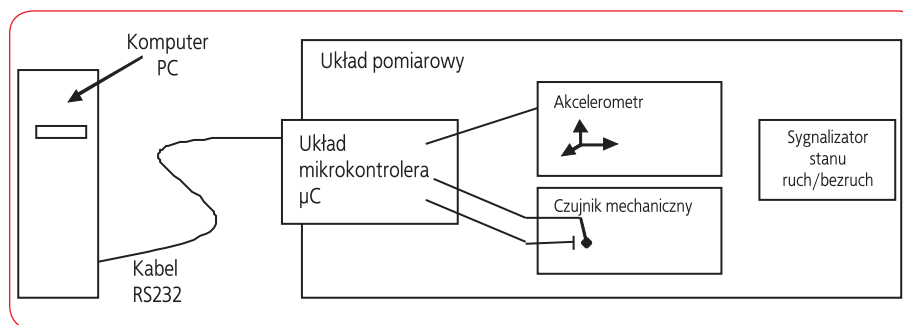 Komputer
PC
Układ pomiarowy
Akcelerometr
Układ
mikrokontrolera
µC
Sygnalizator
stanu
ruch/bezruch
Czujnik mechaniczny
Kabel
RS232